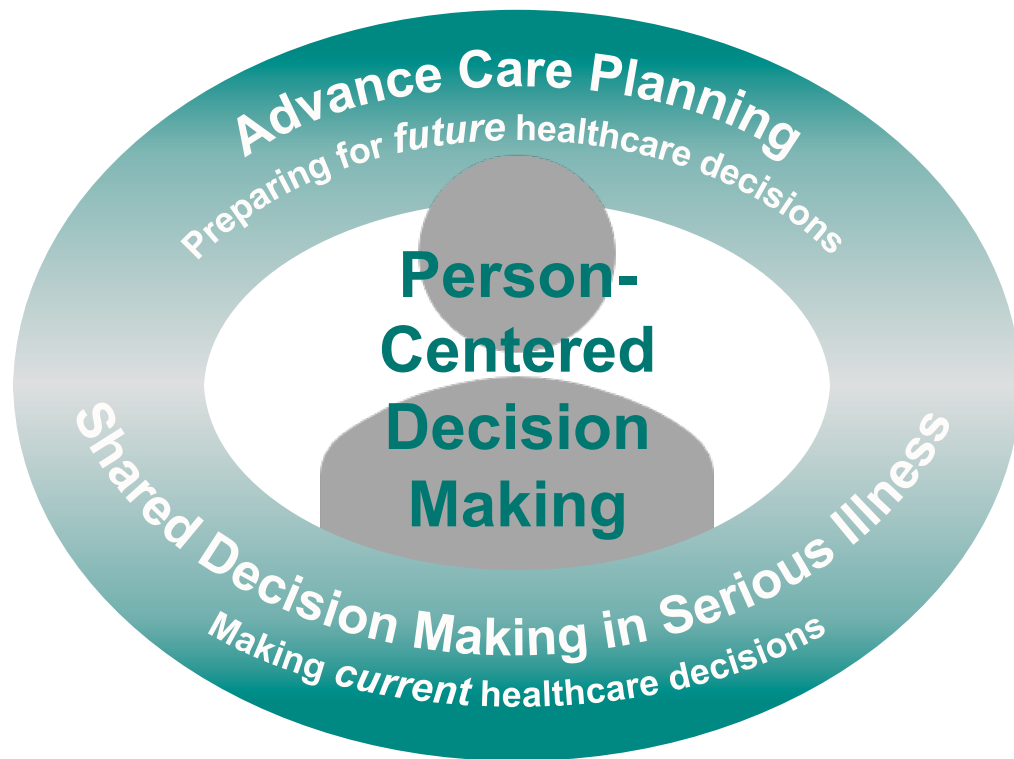 Advance Care Planning
Preparing for future healthcare decisions
Person-
Centered
Decision
Making
Shared Decision Making in Serious Illness
Making current healthcare decisions